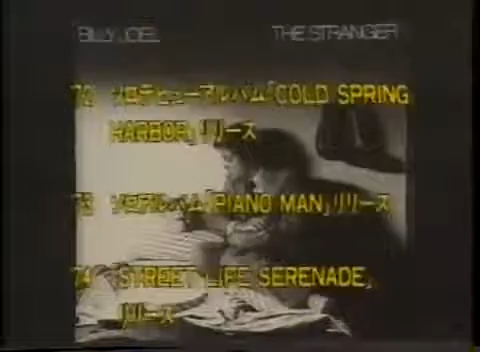 BILLY JOEL THE STRANGER
'72 ソロデビューアルバム「COLD SPRING
HARBOR」リリース
'73 ソロアルバム「PIANO MAN」リリース
'74 「STREET LIFE SERENADE」
リリース